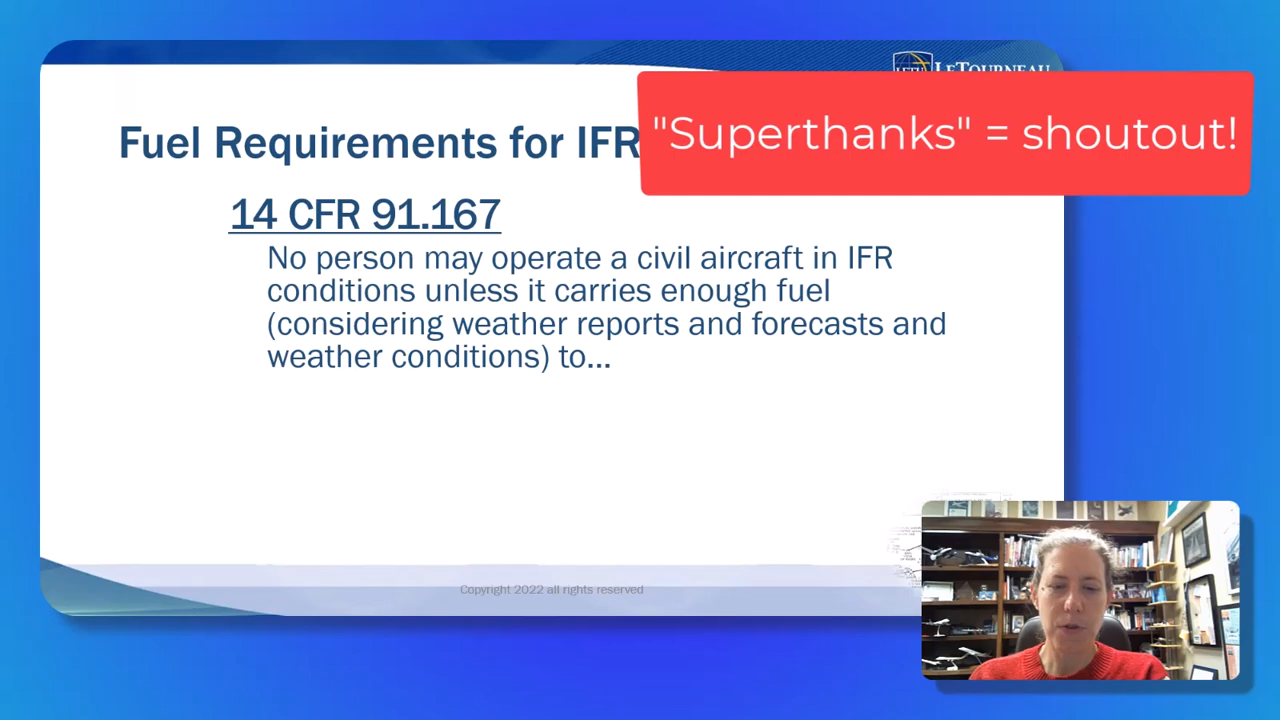 LETOURNEAU
"Superthanks" = shoutout!
Fuel Requirements for IFR
14 CFR 91.167
No person may operate a civil aircraft in IFR
conditions unless it carries enough fuel
(considering weather reports and forecasts and
weather conditions) to...
Copyright 2022 all rights reserved